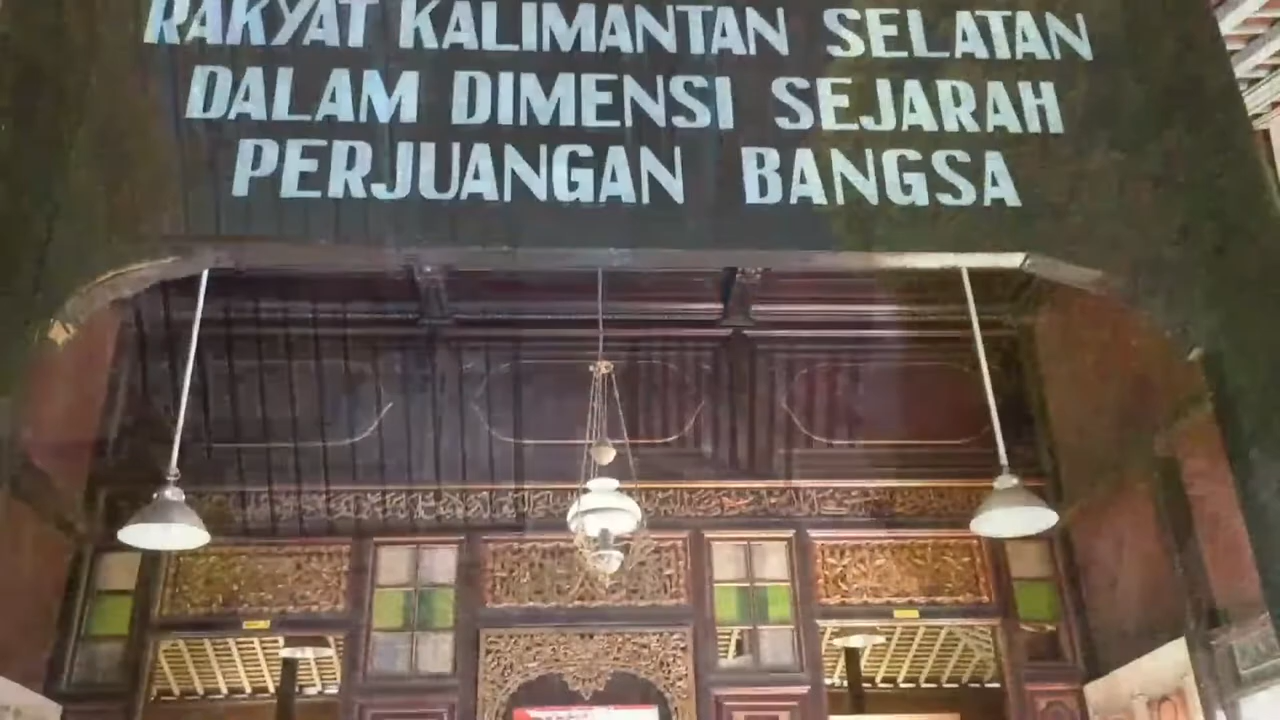 RAKYAT KALIMANTAN SELATAN
DALAM DIMENSI SEJARAH
PERJUANGAN BANGSA